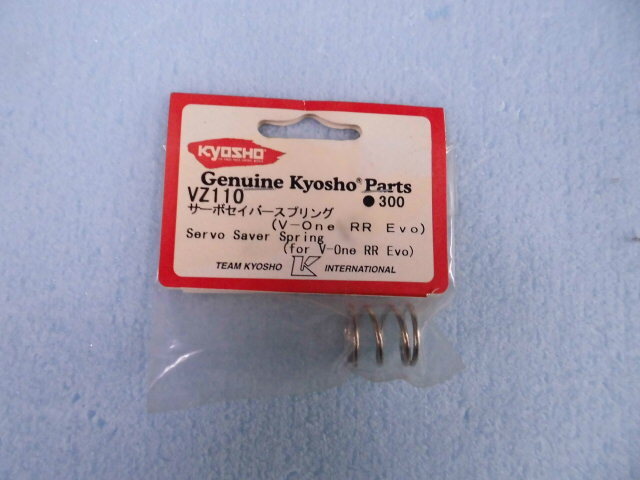 KYOSHO
Genuine Kyosho® Parts
VZ110 ●300
サーボセイバースプリング
(V-One RR Evo)
Servo Saver Spring
(for V-One RR Evo)
TEAM KYOSHO K INTERNATIONAL